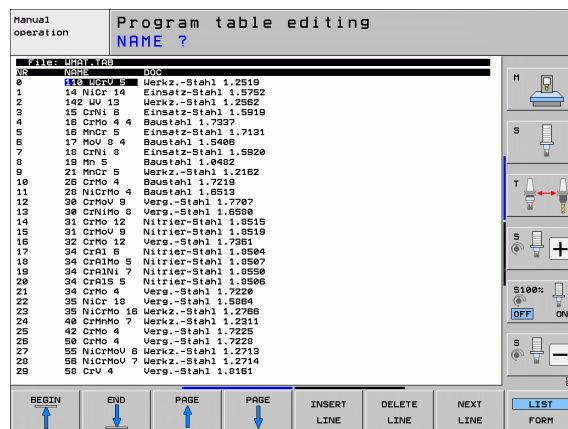 Manual
operation
Program table editing
NAME ?
File: WMAT.TAB
NR NAME DOC
0 110 WCrV 5 Werkz.-Stahl 1.2519
1 14 NiCr 14 Einsatz-Stahl 1.5752
2 142 WV 13 Werkz.-Stahl 1.2562
3 15 CrNi 6 Einsatz-Stahl 1.5919
4 16 CrMo 4 4 Baustahl 1.7337
5 16 MnCr 5 Einsatz-Stahl 1.7131
6 17 MoV 8 4 Baustahl 1.5406
7 18 CrNi 8 Einsatz-Stahl 1.5920
8 19 Mn 5 Baustahl 1.0482
9 21 MnCr 5 Werkz.-Stahl 1.2162
10 26 CrMo 4 Baustahl 1.7219
11 28 NiCrMo 4 Baustahl 1.6513
12 30 CrMoV 9 Verg.-Stahl 1.7707
13 30 CrNiMo 8 Verg.-Stahl 1.6580
14 31 CrMo 12 Nitrier-Stahl 1.8515
15 31 CrMoV 9 Nitrier-Stahl 1.8519
16 32 CrMo 12 Verg.-Stahl 1.7361
17 34 CrAl 6 Nitrier-Stahl 1.8504
18 34 CrAlMo 5 Nitrier-Stahl 1.8507
19 34 CrAlNi 7 Nitrier-Stahl 1.8550
20 34 CrAlS 5 Nitrier-Stahl 1.8506
21 34 CrMo 4 Verg.-Stahl 1.7220
22 35 NiCr 18 Verg.-Stahl 1.5864
23 35 NiCrMo 16 Werkz.-Stahl 1.2766
24 40 CrMnMo 7 Werkz.-Stahl 1.2311
25 42 CrMo 4 Verg.-Stahl 1.7225
26 50 CrMo 4 Verg.-Stahl 1.7228
27 55 NiCrMoV 6 Werkz.-Stahl 1.2713
28 56 NiCrMoV 7 Werkz.-Stahl 1.2714
29 58 CrV 4 Verg.-Stahl 1.8161
M
S
T
S
+
S100%
OFF ON
S
−
BEGIN
END
PAGE
PAGE
INSERT
LINE
DELETE
LINE
NEXT
LINE
LIST
FORM